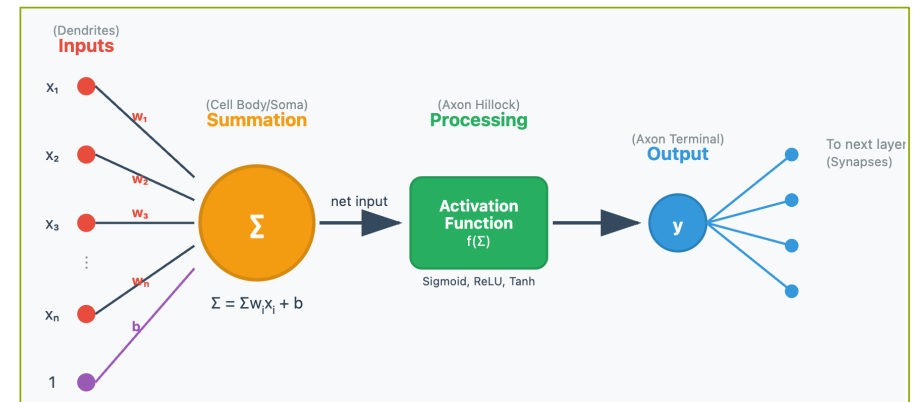 (Dendrites)
Inputs
x₁
w₁
x₂
w₂
x₃
w₃
⋮
xₙ
wₙ
1
b
(Cell Body/Soma)
Summation
Σ
Σ = Σwᵢxᵢ + b
net input
(Axon Hillock)
Processing
Activation
Function
f(Σ)
Sigmoid, ReLU, Tanh
(Axon Terminal)
Output
y
To next layer
(Synapses)